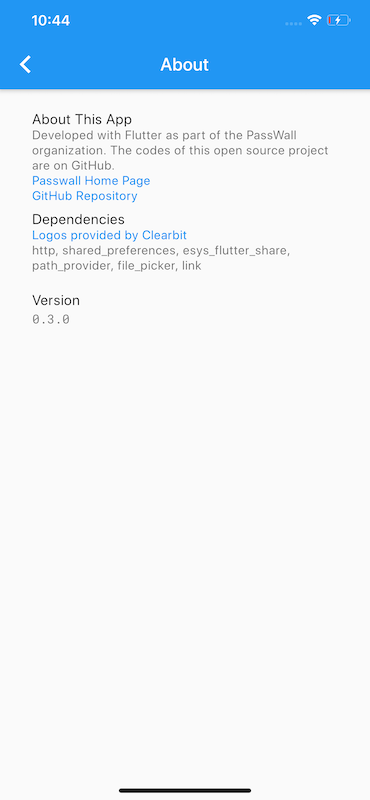 10:44
About
About This App
Developed with Flutter as part of the PassWall
organization. The codes of this open source project
are on GitHub.
Passwall Home Page
GitHub Repository
Dependencies
Logos provided by Clearbit
http, shared_preferences, esys_flutter_share,
path_provider, file_picker, link
Version
0.3.0